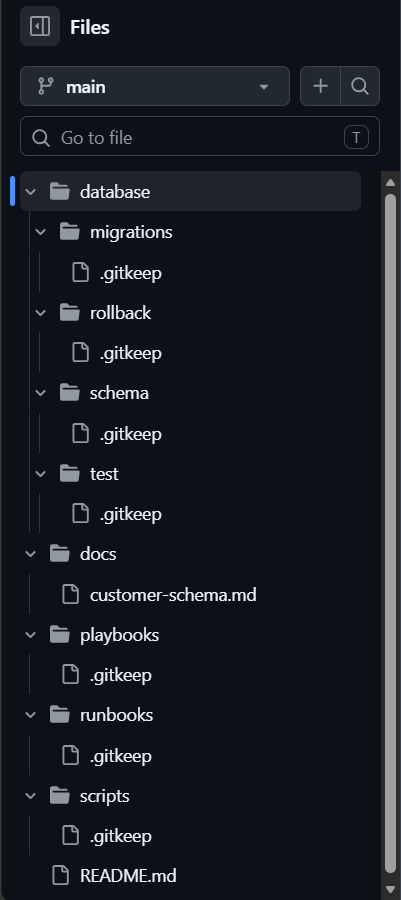 Files
main
Go to file T
database
migrations
.gitkeep
rollback
.gitkeep
schema
.gitkeep
test
.gitkeep
docs
customer-schema.md
playbooks
.gitkeep
runbooks
.gitkeep
scripts
.gitkeep
README.md